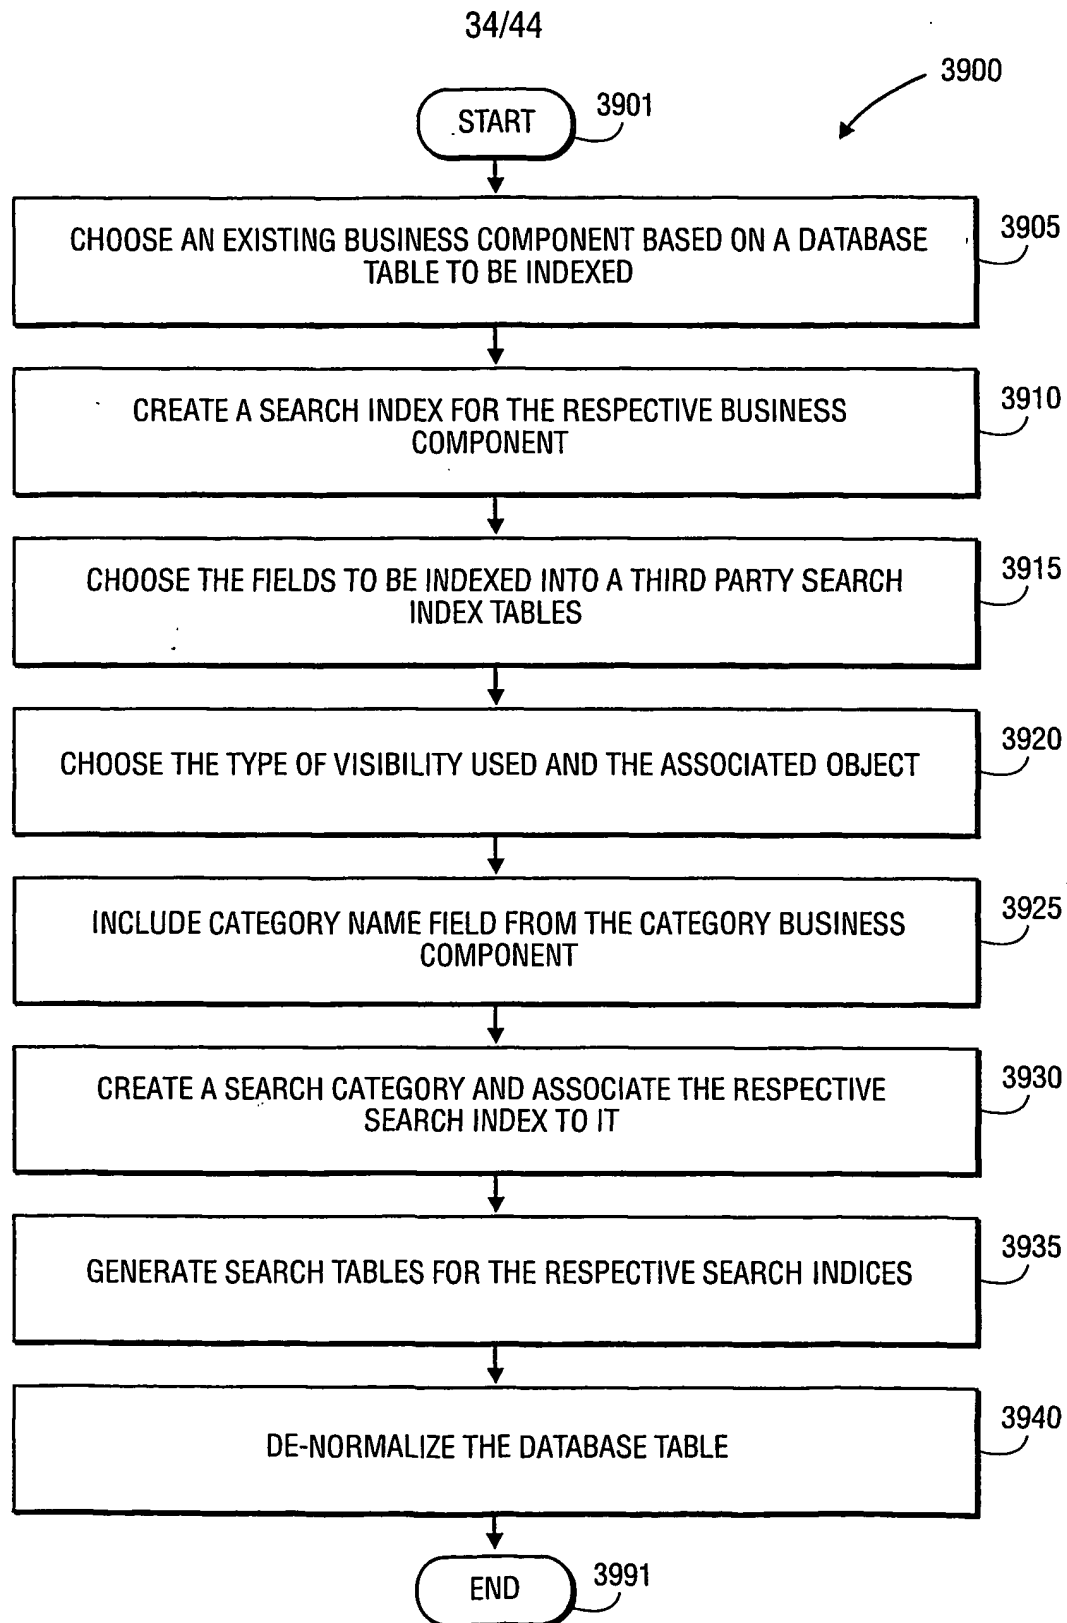 34/44
3900
START
3901
CHOOSE AN EXISTING BUSINESS COMPONENT BASED ON A DATABASE
TABLE TO BE INDEXED
3905
CREATE A SEARCH INDEX FOR THE RESPECTIVE BUSINESS
COMPONENT
3910
CHOOSE THE FIELDS TO BE INDEXED INTO A THIRD PARTY SEARCH
INDEX TABLES
3915
CHOOSE THE TYPE OF VISIBILITY USED AND THE ASSOCIATED OBJECT
3920
INCLUDE CATEGORY NAME FIELD FROM THE CATEGORY BUSINESS
COMPONENT
3925
CREATE A SEARCH CATEGORY AND ASSOCIATE THE RESPECTIVE
SEARCH INDEX TO IT
3930
GENERATE SEARCH TABLES FOR THE RESPECTIVE SEARCH INDICES
3935
DE-NORMALIZE THE DATABASE TABLE
3940
END
3991